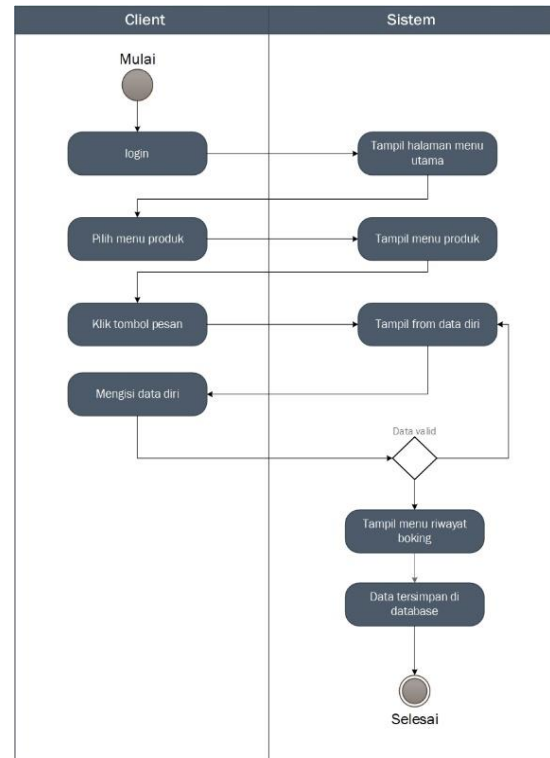 Client
Sistem
Mulai
login
Tampil halaman menu
utama
Pilih menu produk
Tampil menu produk
Klik tombol pesan
Tampil from data diri
Mengisi data diri
Data valid
Tampil menu riwayat
boking
Data tersimpan di
database
Selesai